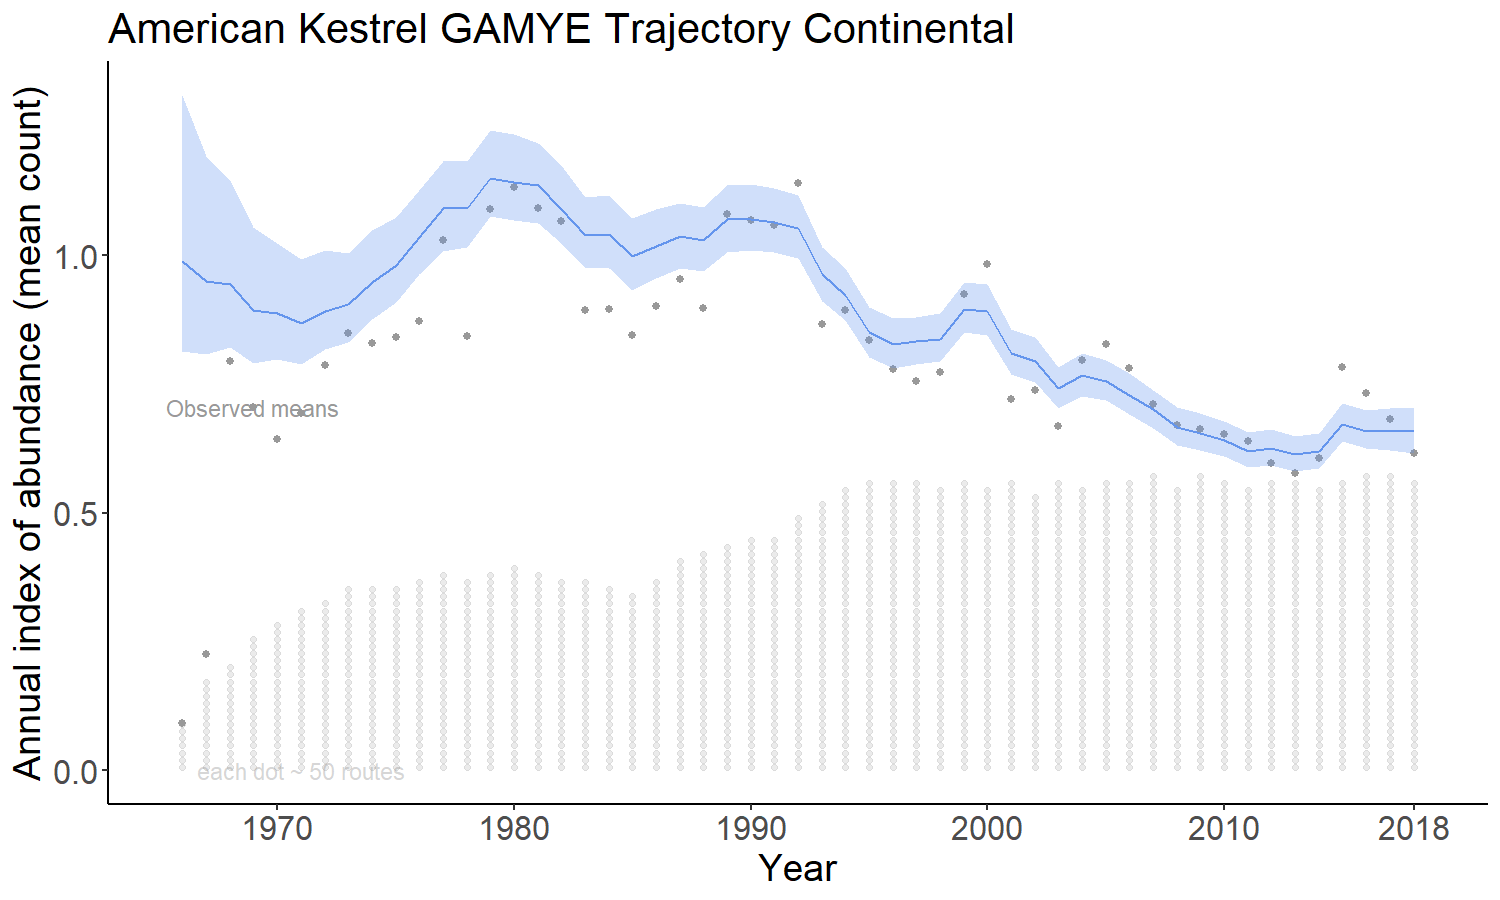 American Kestrel GAMYE Trajectory Continental
Annual index of abundance (mean count)
1.0
0.5
0.0
Observed means
each dot ~ 50 routes
1970
1980
1990
2000
2010
2018
Year